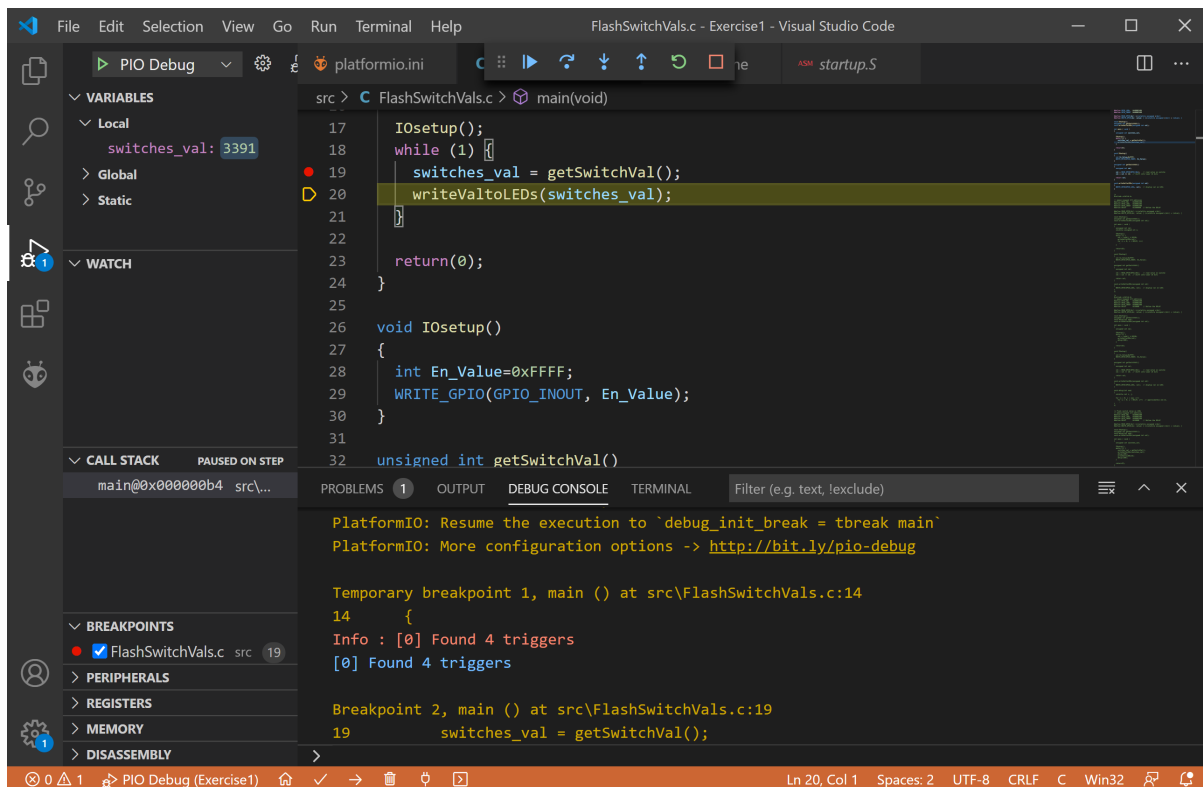 File Edit Selection View Go Run Terminal Help FlashSwitchVals.c - Exercise1 - Visual Studio Code
PIO Debug
platformio.ini
C
ne
ASM startup.S
VARIABLES
Local
switches_val: 3391
Global
Static
WATCH
CALL STACK PAUSED ON STEP
main@0x000000b4 src\...
BREAKPOINTS
FlashSwitchVals.c src 19
PERIPHERALS
REGISTERS
MEMORY
DISASSEMBLY
1
1
src > C FlashSwitchVals.c > main(void)
17 IOsetup();
18 while (1) {
19 switches_val = getSwitchVal();
20 writeValtoLEDs(switches_val);
21 }
22
23 return(0);
24 }
25
26 void IOsetup()
27 {
28 int En_Value=0xFFFF;
29 WRITE_GPIO(GPIO_INOUT, En_Value);
30 }
31
32 unsigned int getSwitchVal()
PROBLEMS 1 OUTPUT DEBUG CONSOLE TERMINAL Filter (e.g. text, !exclude)
PlatformIO: Resume the execution to `debug_init_break = tbreak main`
PlatformIO: More configuration options -> http://bit.ly/pio-debug
Temporary breakpoint 1, main () at src\FlashSwitchVals.c:14
14 {
Info : [0] Found 4 triggers
[0] Found 4 triggers
Breakpoint 2, main () at src\FlashSwitchVals.c:19
19 switches_val = getSwitchVal();
>
0 1 PIO Debug (Exercise1) Ln 20, Col 1 Spaces: 2 UTF-8 CRLF C Win32